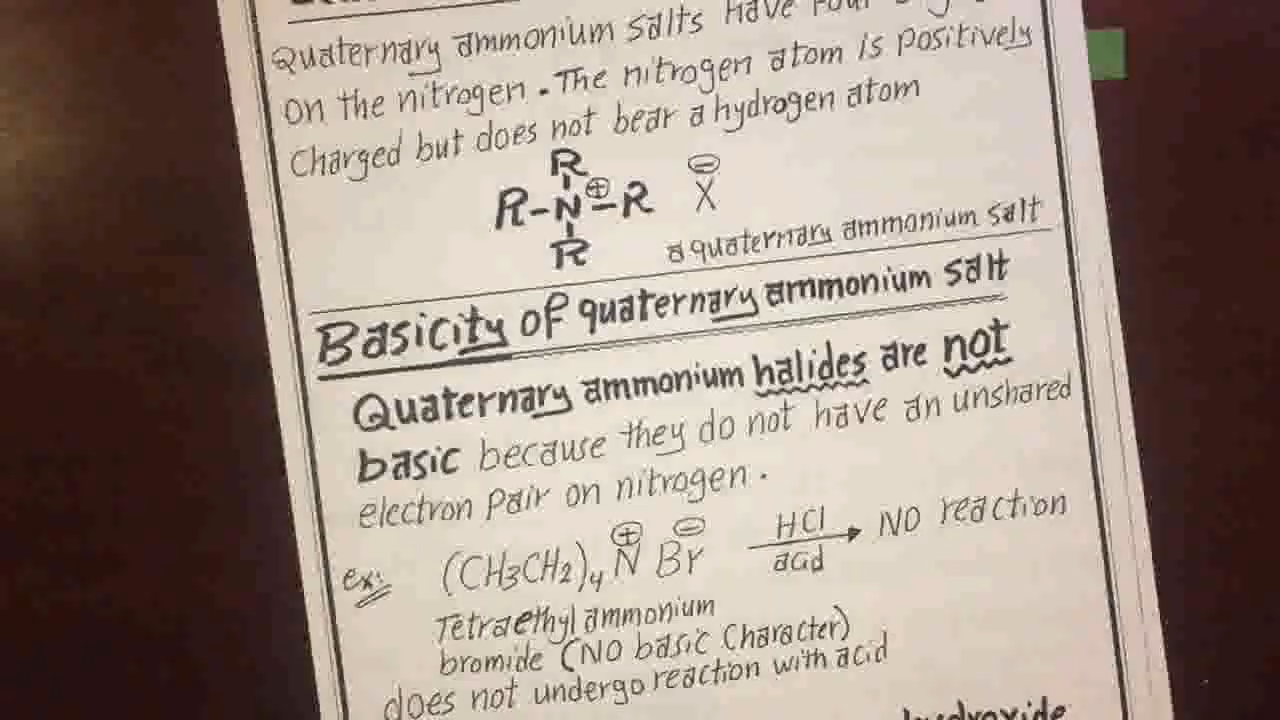 Quaternary ammonium salts have four
on the nitrogen. The nitrogen atom is positively
Charged but does not bear a hydrogen atom
R
R-N⊕-R X⊖
R
a quaternary ammonium salt
Basicity of quaternary ammonium salt
Quaternary ammonium halides are not
basic because they do not have an unshared
electron pair on nitrogen.
ex: (CH3CH2)4 N⊕ Br⊖ HCl acid → NO reaction
Tetraethyl ammonium
bromide (NO basic Character)
does not undergo reaction with acid
hydroxide